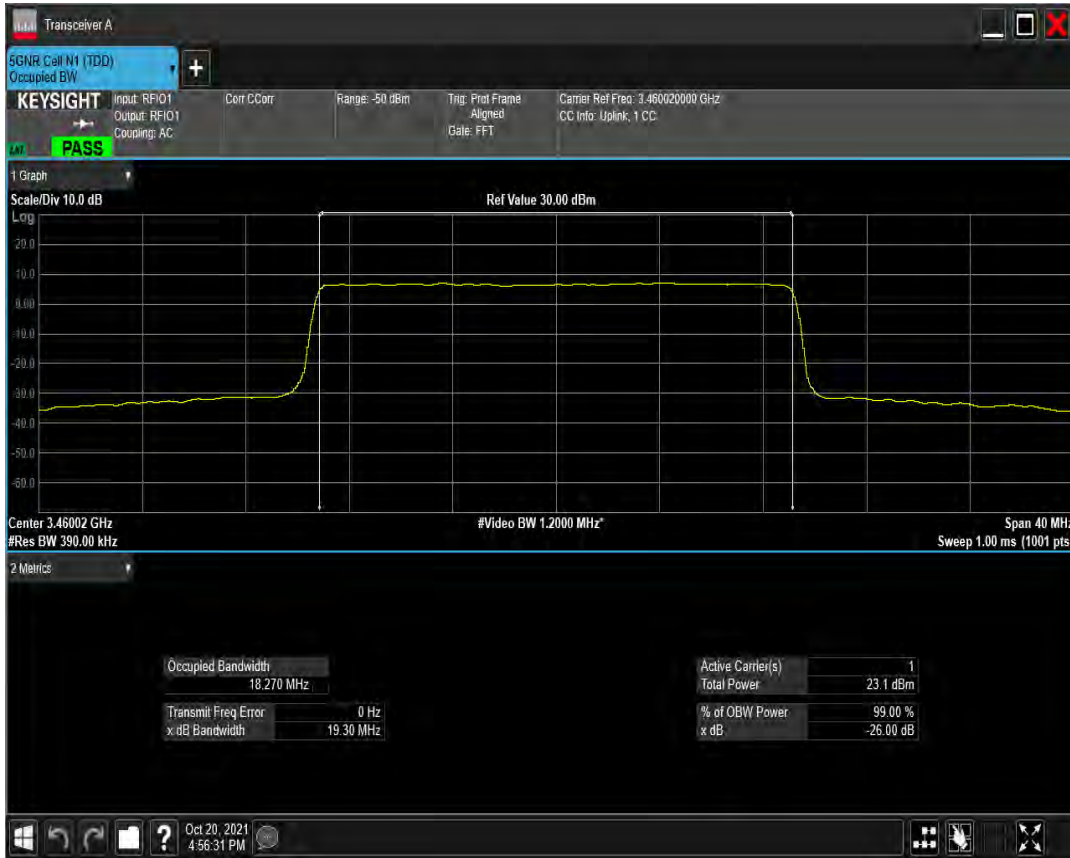 Transceiver A
5GNR Cell N1 (TDD)
Occupied BW
KEYSIGHT
Input: RFIO1
Output: RFIO1
Coupling: AC
Corr CCorr
Range: -50 dBm
Trig: Prot Frame
Aligned
Gate: FFT
Carrier Ref Freq: 3.460020000 GHz
CC Info: Uplink, 1 CC
PASS
1 Graph
Scale/Div 10.0 dB
Ref Value 30.00 dBm
Log
20.0
10.0
0.00
-10.0
-20.0
-30.0
-40.0
-50.0
-60.0
Center 3.46002 GHz
#Video BW 1.2000 MHz*
Span 40 MHz
#Res BW 390.00 kHz
Sweep 1.00 ms (1001 pts
2 Metrics
Occupied Bandwidth
18.270 MHz
Transmit Freq Error 0 Hz
x dB Bandwidth 19.30 MHz
Active Carrier(s) 1
Total Power 23.1 dBm
% of OBW Power 99.00 %
x dB -26.00 dB
?
Oct 20, 2021
4:56:31 PM